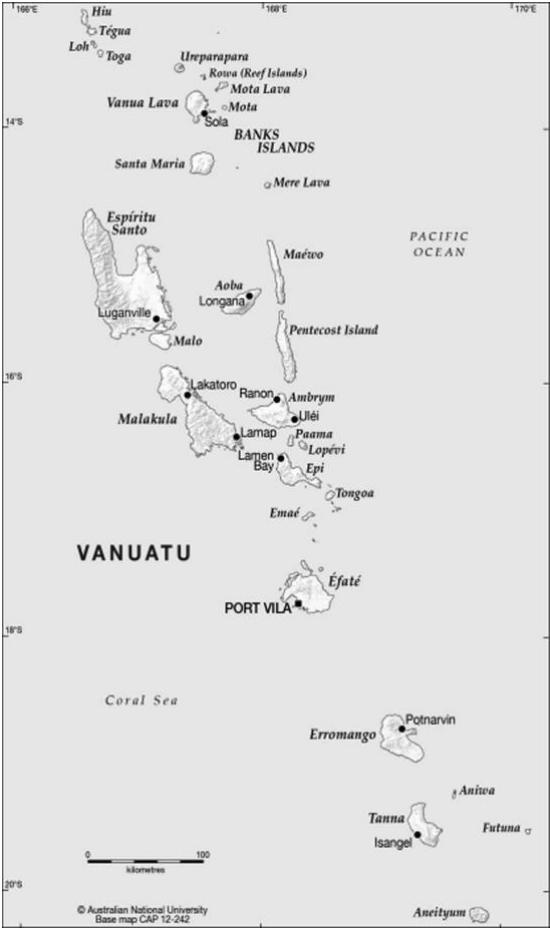 166°E
168°E
170°E
Hiu
Tégua
Loh
Toga
Ureparapara
Rowa (Reef Islands)
Mota Lava
Vanua Lava
Mota
Sola
14°S
BANKS
ISLANDS
Santa Maria
Mere Lava
Espíritu
Santo
PACIFIC
OCEAN
Maéwo
Aoba
Longana
Luganville
Pentecost Island
Malo
16°S
Lakatoro
Ranon
Ambrym
Malakula
Uléi
Lamap
Paama
Lopévi
Lamen
Bay
Epi
Tongoa
Emaé
VANUATU
Éfaté
PORT VILA
18°S
Coral Sea
Potnarvin
Erromango
Aniwa
Tanna
Futuna
Isangel
0
100
kilometres
20°S
© Australian National University
Base map CAP 12-242
Aneityum